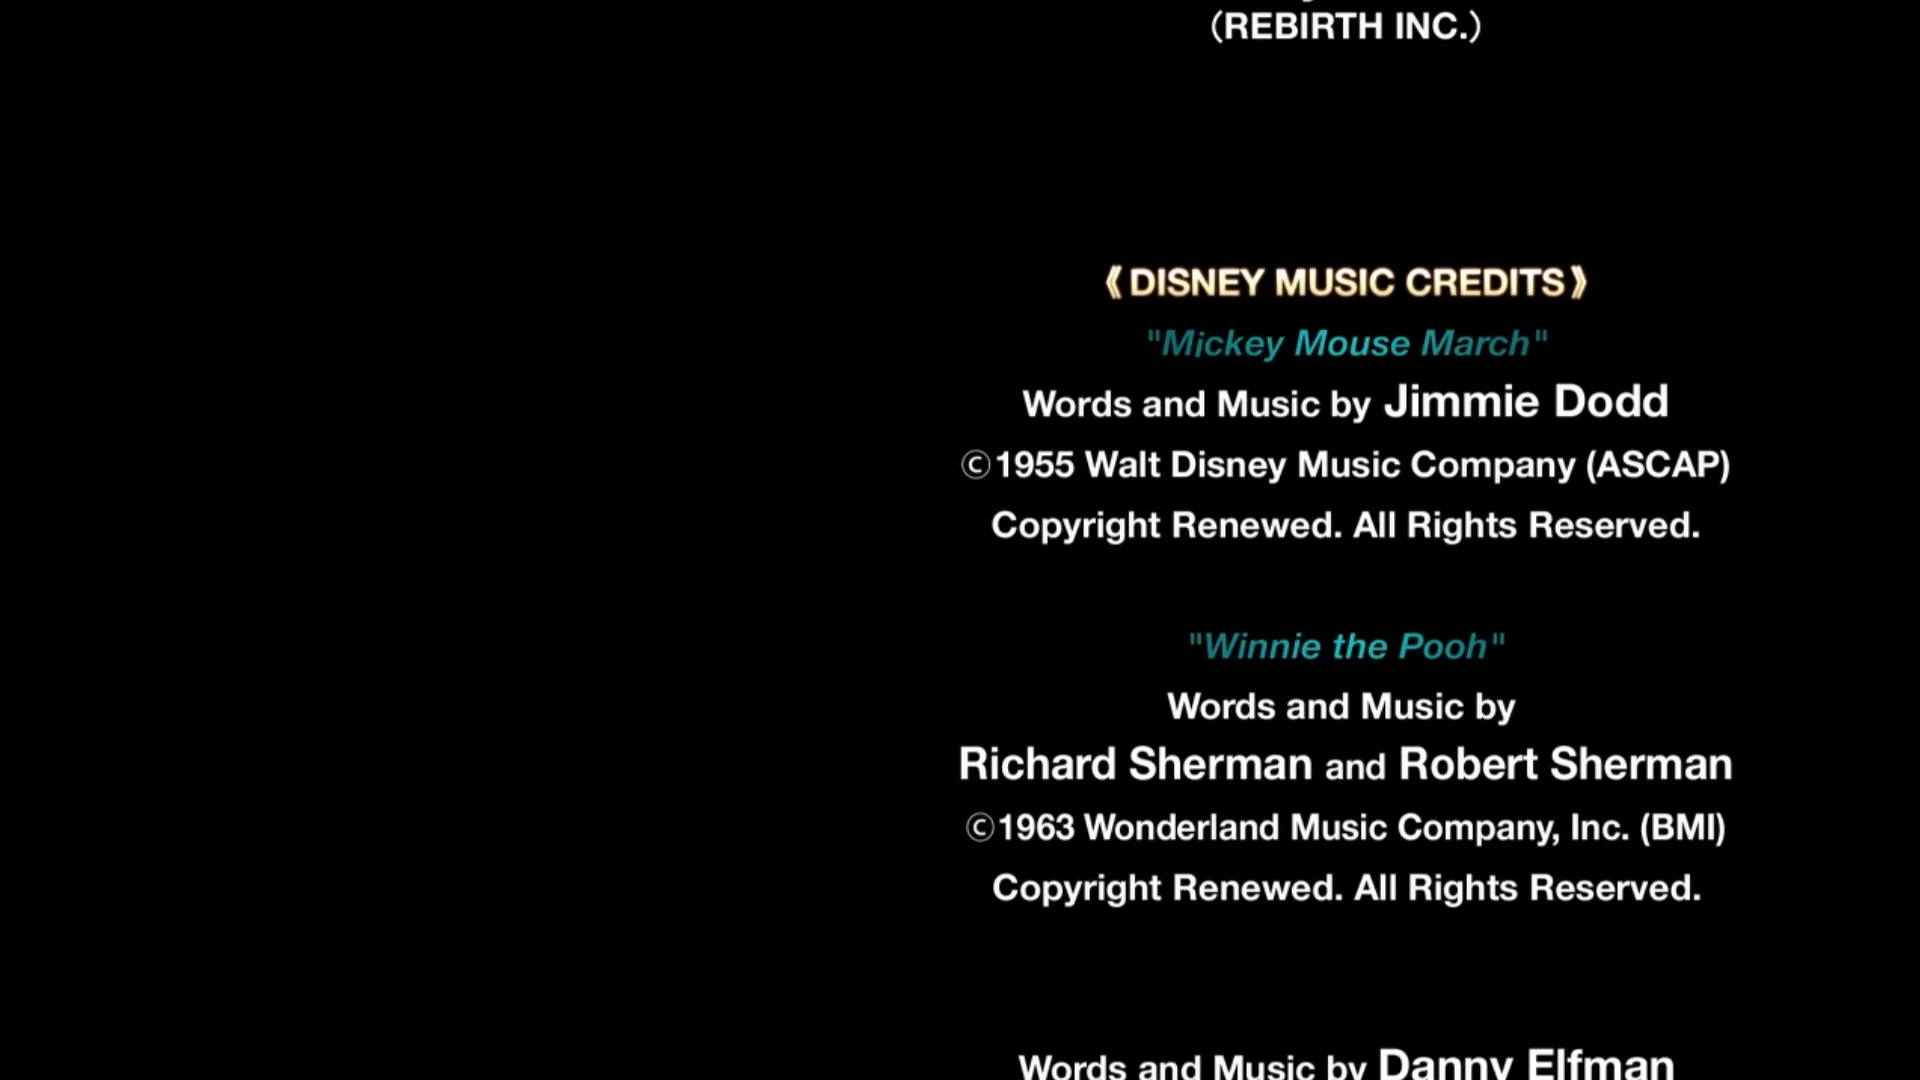 (REBIRTH INC.)
《DISNEY MUSIC CREDITS》
"Mickey Mouse March"
Words and Music by Jimmie Dodd
©1955 Walt Disney Music Company (ASCAP)
Copyright Renewed. All Rights Reserved.
"Winnie the Pooh"
Words and Music by
Richard Sherman and Robert Sherman
©1963 Wonderland Music Company, Inc. (BMI)
Copyright Renewed. All Rights Reserved.
Words and Music by Danny Elfman